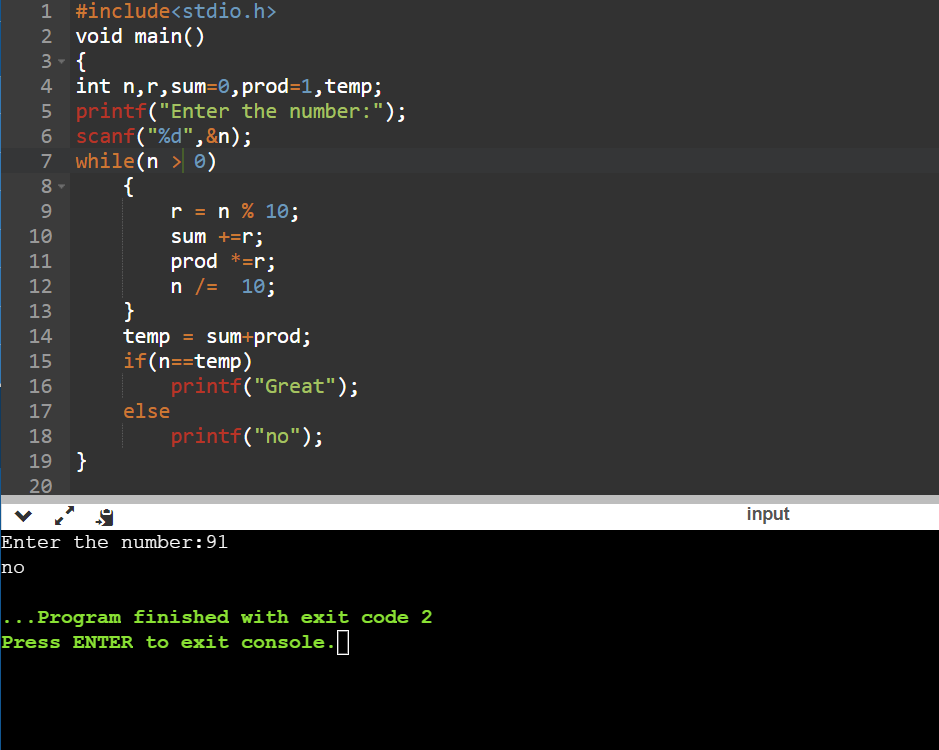 1 #include<stdio.h>
2 void main()
3 {
4 int n,r,sum=0,prod=1,temp;
5 printf("Enter the number:");
6 scanf("%d",&n);
7 while(n > 0)
8     {
9         r = n % 10;
10         sum +=r;
11         prod *=r;
12         n /=  10;
13     }
14     temp = sum+prod;
15     if(n==temp)
16         printf("Great");
17     else
18         printf("no");
19 }
20
input
Enter the number:91
no
...Program finished with exit code 2
Press ENTER to exit console.